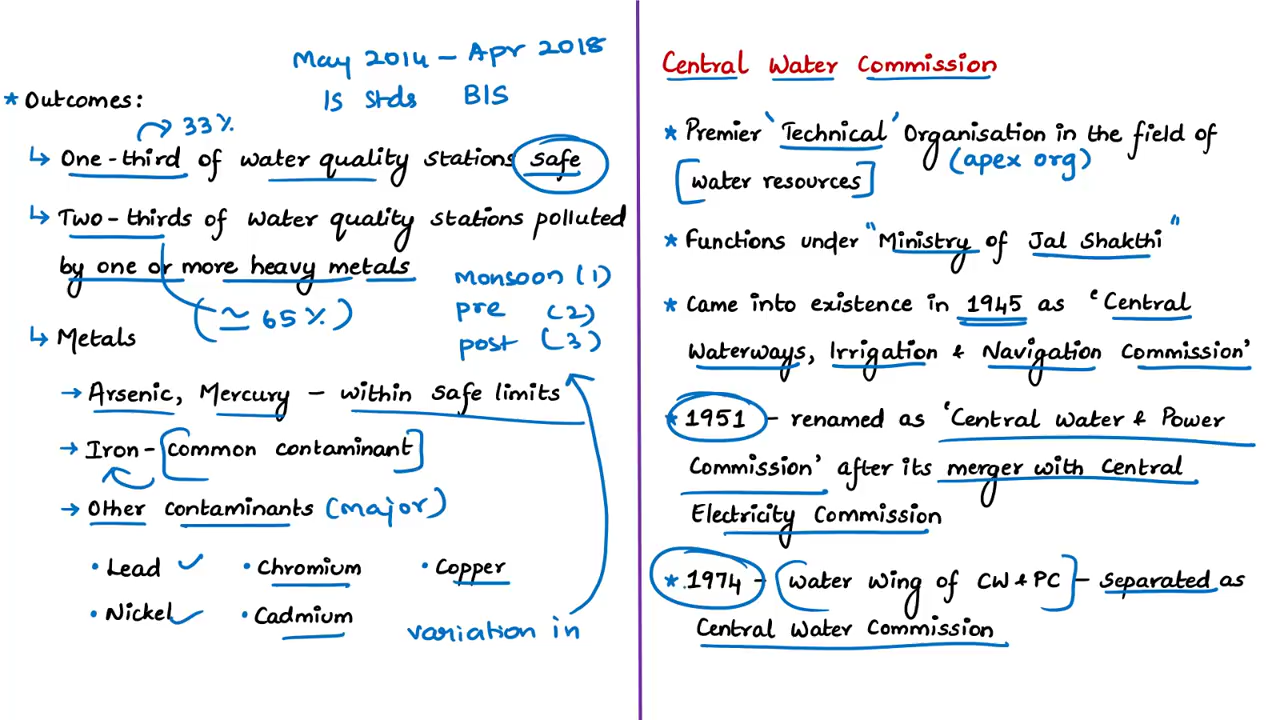 May 2014 - Apr 2018
IS Stds BIS
* Outcomes:
→ 33%
↳ One-third of water quality stations safe
↳ Two-thirds of water quality stations polluted
by one or more heavy metals
(≃ 65%)
monsoon (1)
pre (2)
post (3)
↳ Metals
→ Arsenic, Mercury - within safe limits
→ Iron - [common contaminant]
→ Other contaminants (major)
• Lead ✓ • Chromium • Copper
• Nickel ✓ • Cadmium
variation in
Central Water Commission
* Premier 'Technical' Organisation in the field of
(apex org)
[water resources]
* Functions under "Ministry of Jal Shakthi"
* Came into existence in 1945 as 'Central
Waterways, Irrigation & Navigation Commission'
* 1951 - renamed as 'Central Water & Power
Commission' after its merger with Central
Electricity Commission
* 1974 - [water wing of CW & PC] - separated as
Central Water Commission